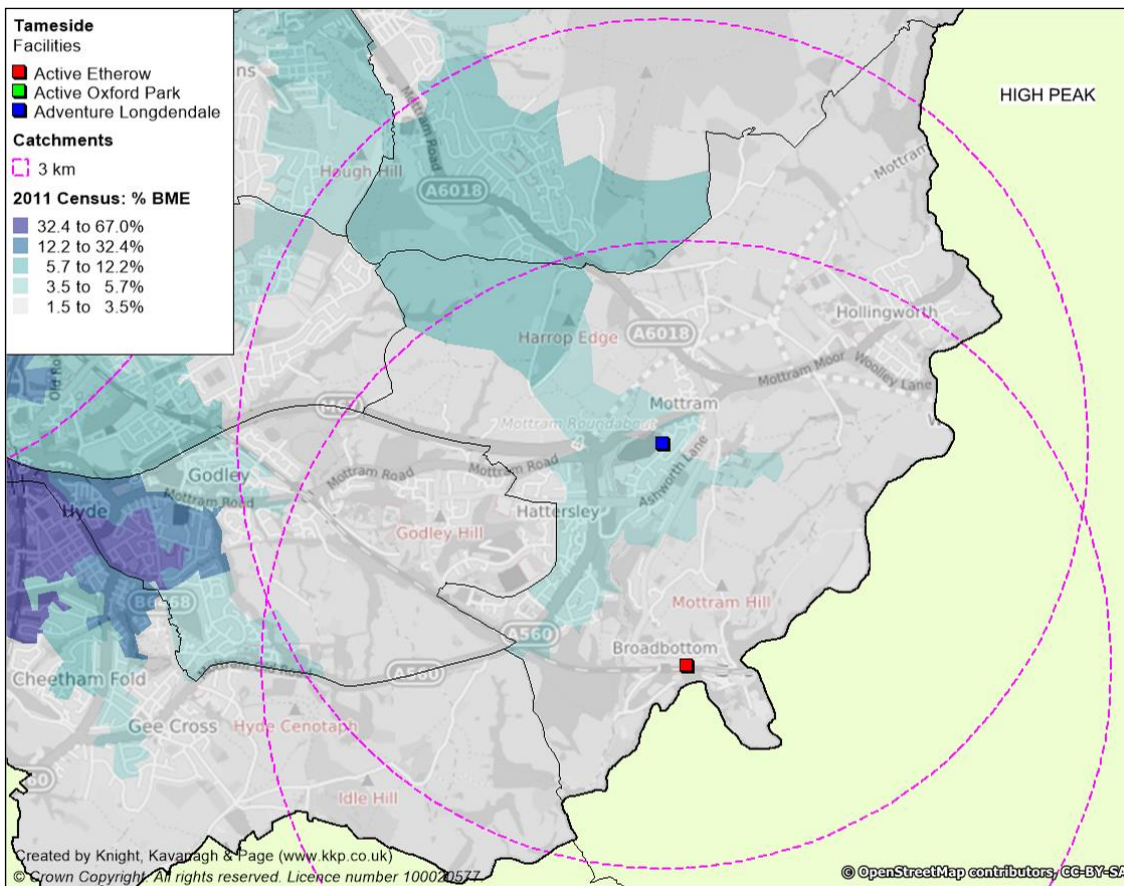 Tameside
Facilities
Active Etherow
Active Oxford Park
Adventure Longdendale
Catchments
3 km
2011 Census: % BME
32.4 to 67.0%
12.2 to 32.4%
5.7 to 12.2%
3.5 to 5.7%
1.5 to 3.5%
HIGH PEAK
Mottram Road
Hough Hill
A6018
Mottram
Harrop Edge
A6018
Hollingworth
Mottram Moor
Woolley Lane
Mottram
Mottram Roundabout
M67
Mottram Road
Mottram Road
Godley
Mottram Road
Hyde
Godley Hill
Hattersley
Ashworth Lane
Mottram Hill
Broadbottom
A560
A560
Cheetham Fold
Gee Cross
Hyde Cenotaph
Idle Hill
Created by Knight, Kavanagh & Page (www.kkp.co.uk)
© Crown Copyright. All rights reserved. Licence number 100020577.
© OpenStreetMap contributors, CC-BY-SA